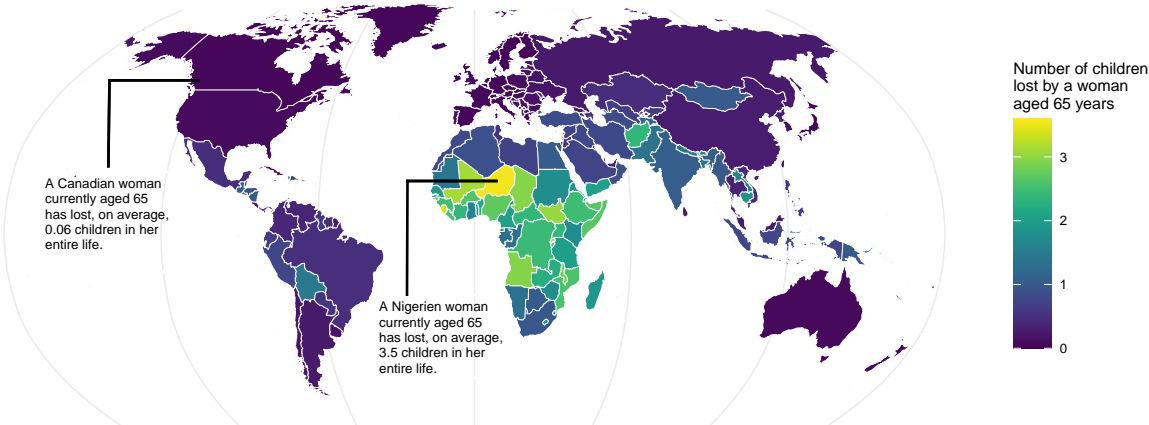 Number of children
lost by a woman
aged 65 years
3
2
1
0
A Canadian woman
currently aged 65
has lost, on average,
0.06 children in her
entire life.
A Nigerien woman
currently aged 65
has lost, on average,
3.5 children in her
entire life.